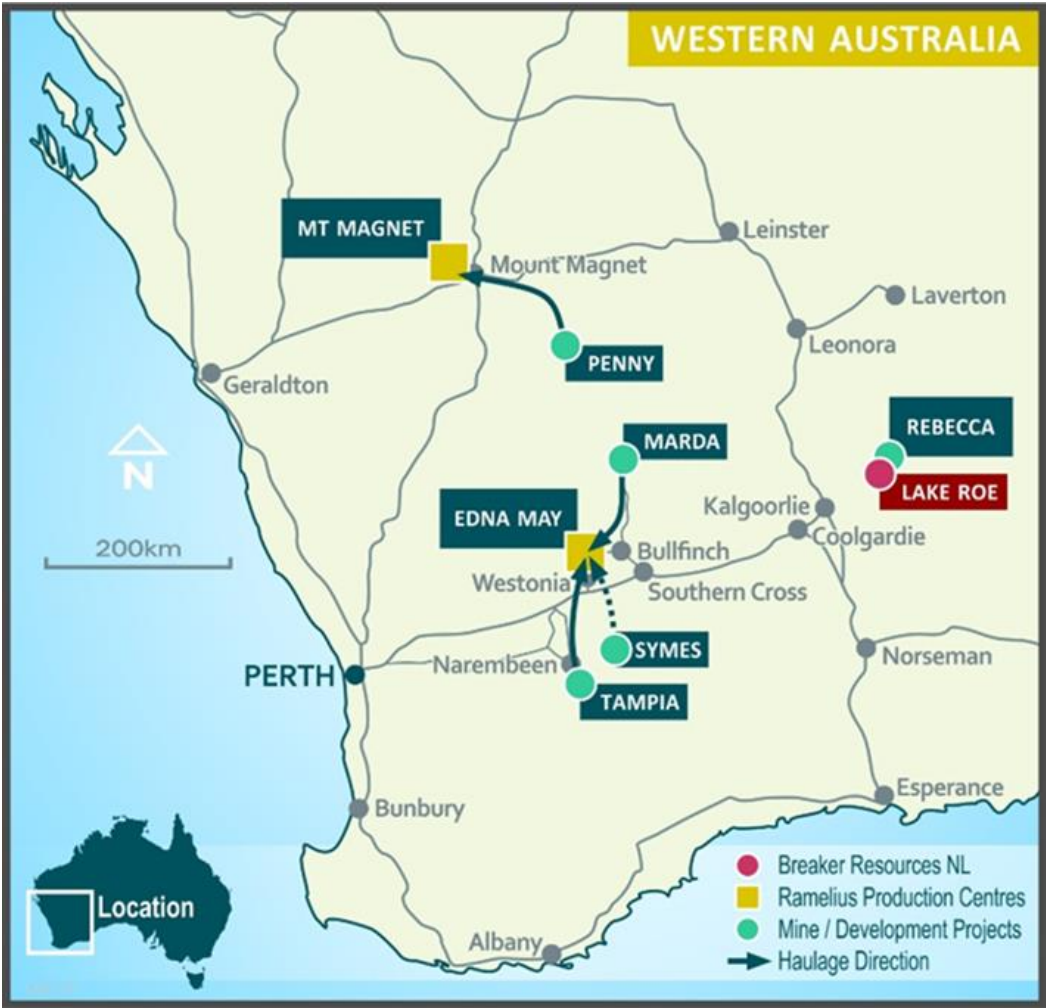 WESTERN AUSTRALIA
MT MAGNET
Mount Magnet
Leinster
Laverton
Leonora
PENNY
Geraldton
MARDA
REBECCA
LAKE ROE
N
200km
EDNA MAY
Kalgoorlie
Coolgardie
Bullfinch
Westonia
Southern Cross
SYMES
Narembeen
Norseman
PERTH
TAMPIA
Bunbury
Esperance
Albany
Location
Breaker Resources NL
Ramelius Production Centres
Mine / Development Projects
Haulage Direction